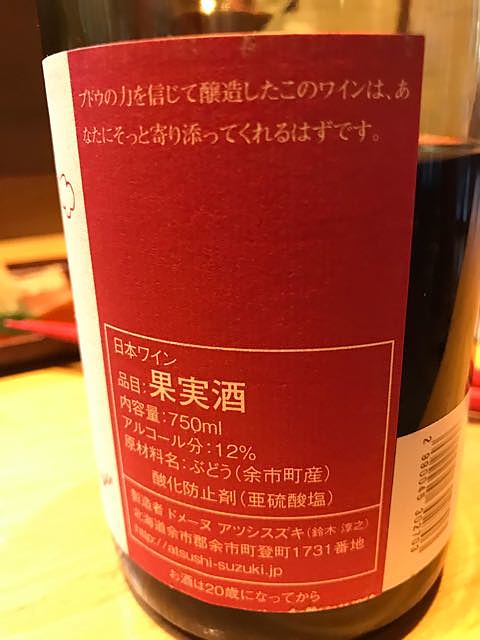 ブドウの力を信じて醸造したこのワインは、あ
なたにそっと寄り添ってくれるはずです。
日本ワイン
品目:果実酒
内容量:750ml
アルコール分:12%
原材料名:ぶどう(余市町産)
酸化防止剤(亜硫酸塩)
製造者 ドメーヌ アツシスズキ(鈴木 淳之)
北海道余市郡余市町登町1731番地
http://atsushi-suzuki.jp
お酒は20歳になってから